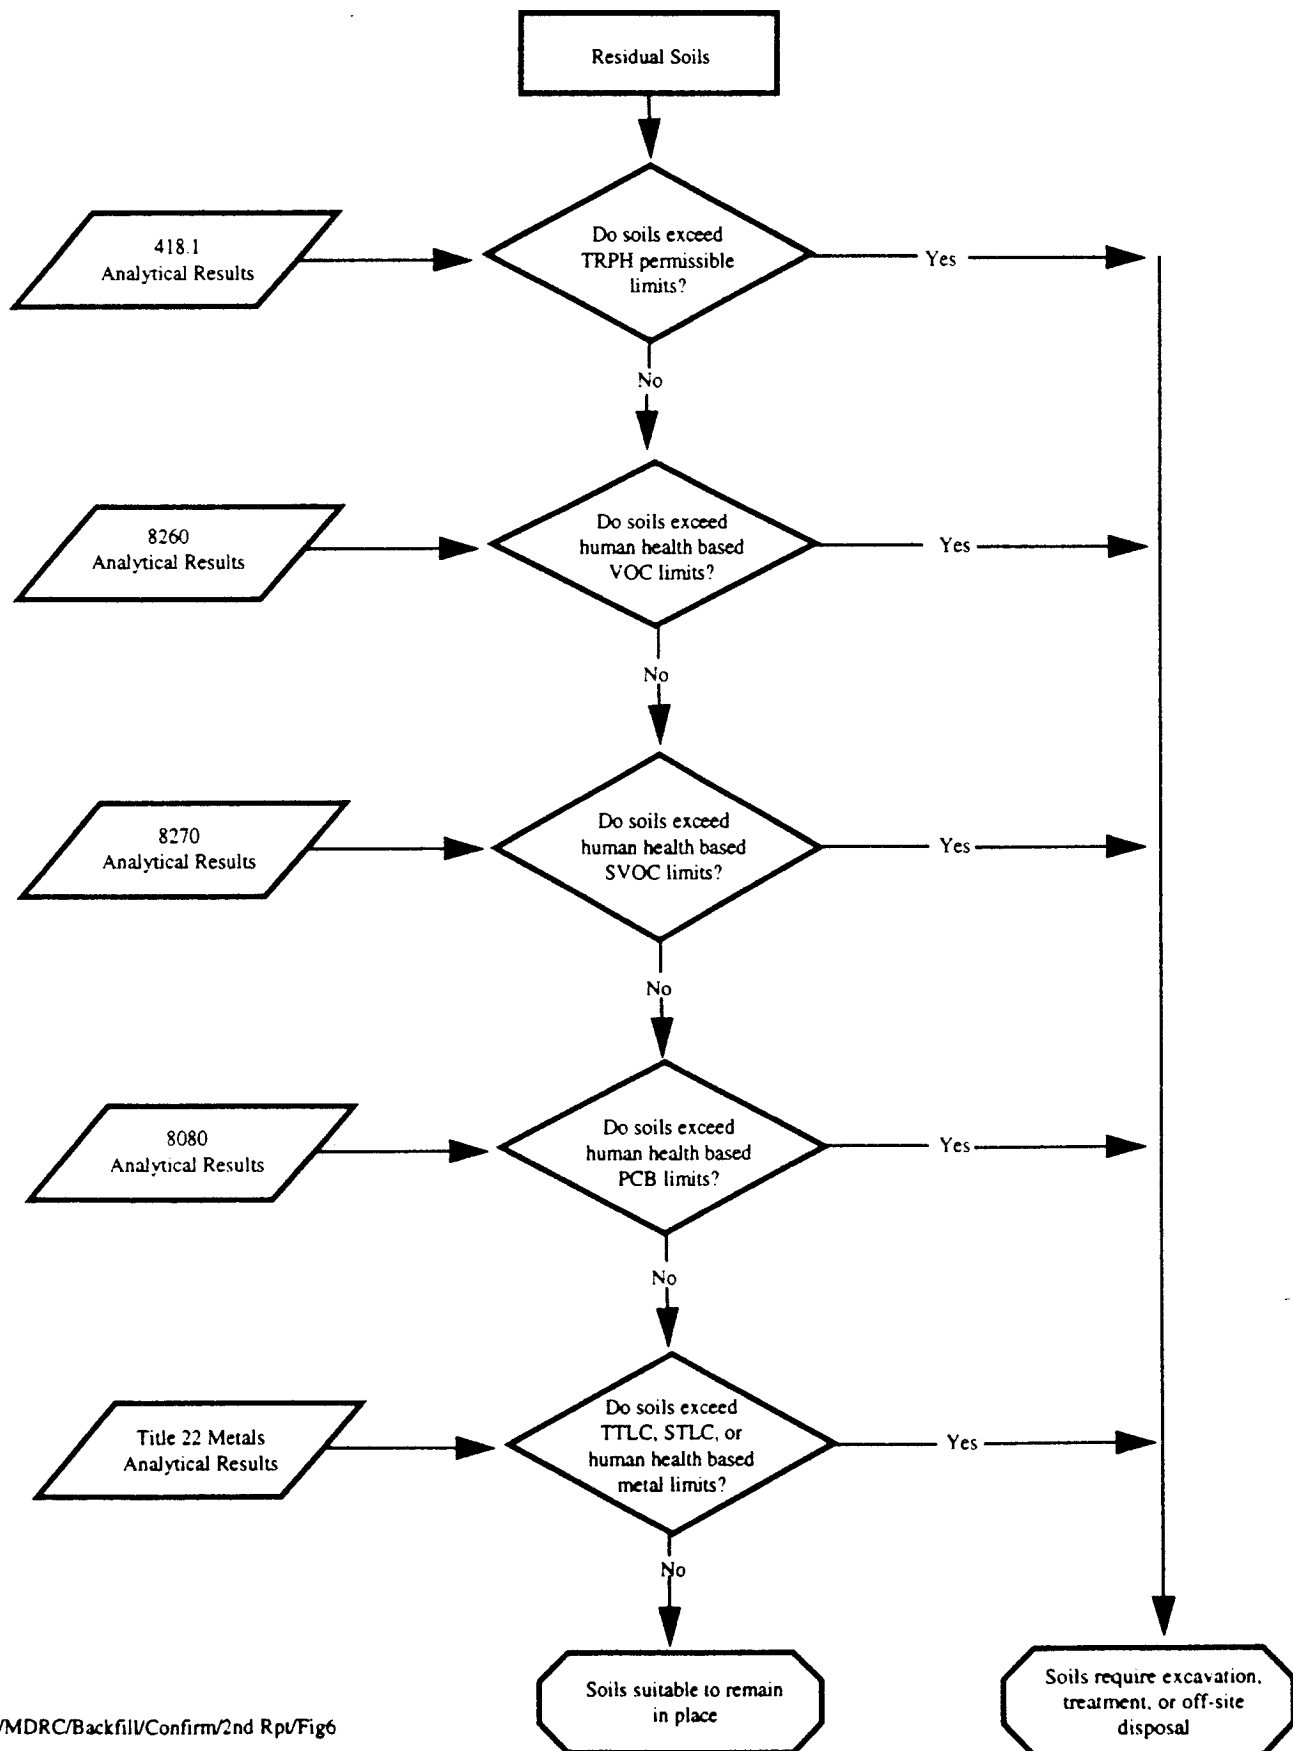 Residual Soils
418.1
Analytical Results
Do soils exceed
TRPH permissible
limits?
Yes
No
8260
Analytical Results
Do soils exceed
human health based
VOC limits?
Yes
No
8270
Analytical Results
Do soils exceed
human health based
SVOC limits?
Yes
No
8080
Analytical Results
Do soils exceed
human health based
PCB limits?
Yes
No
Title 22 Metals
Analytical Results
Do soils exceed
TTLC, STLC, or
human health based
metal limits?
Yes
No
Soils suitable to remain
in place
Soils require excavation,
treatment, or off-site
disposal
/MDRC/Backfill/Confirm/2nd Rpt/Fig6